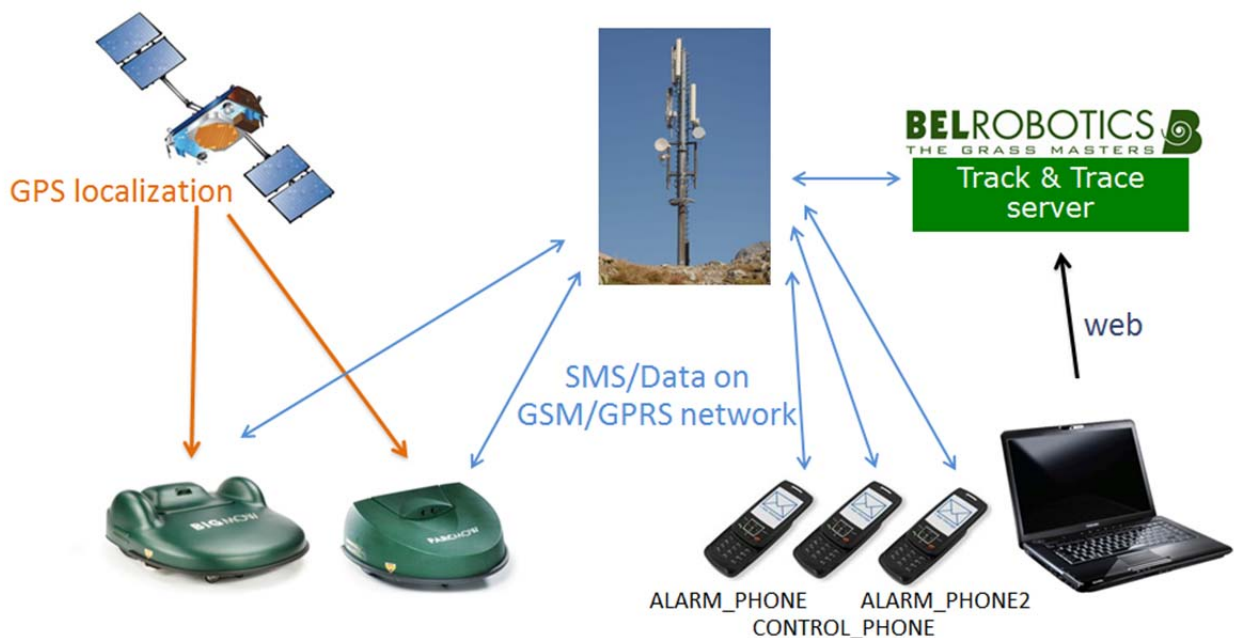 BELROBOTICS
THE GRASS MASTERS
Track & Trace
server
GPS localization
web
SMS/Data on
GSM/GPRS network
BIGMOW
PARCMOW
ALARM_PHONE
ALARM_PHONE2
CONTROL_PHONE